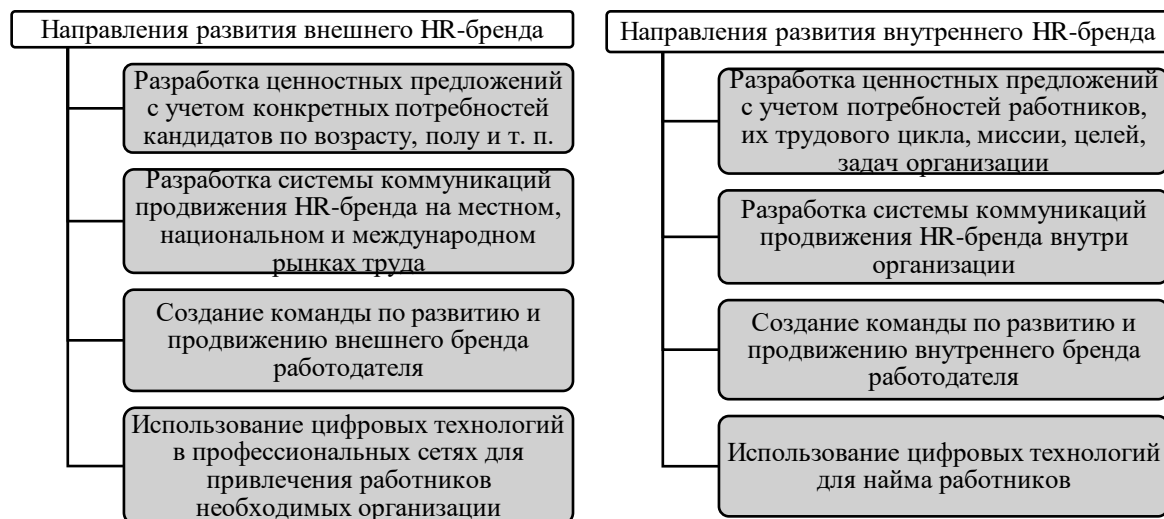 Направления развития внешнего HR-бренда
Разработка ценностных предложений
с учетом конкретных потребностей
кандидатов по возрасту, полу и т. п.
Разработка системы коммуникаций
продвижения HR-бренда на местном,
национальном и международном
рынках труда
Создание команды по развитию и
продвижению внешнего бренда
работодателя
Использование цифровых технологий
в профессиональных сетях для
привлечения работников
необходимых организации
Направления развития внутреннего HR-бренда
Разработка ценностных предложений
с учетом потребностей работников,
их трудового цикла, миссии, целей,
задач организации
Разработка системы коммуникаций
продвижения HR-бренда внутри
организации
Создание команды по развитию и
продвижению внутреннего бренда
работодателя
Использование цифровых технологий
для найма работников